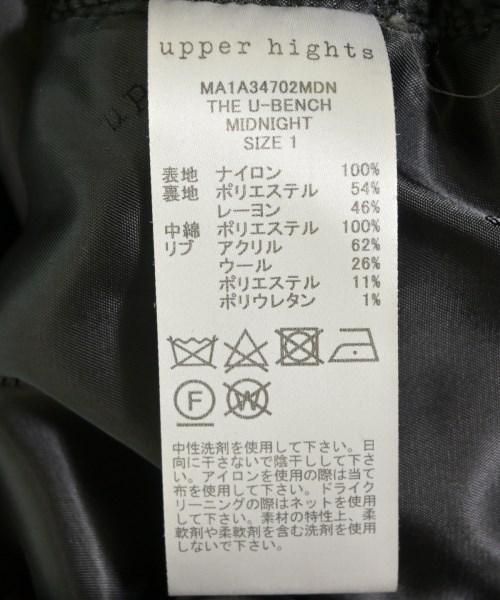 upper hights
MA1A34702MDN
THE U-BENCH
MIDNIGHT
SIZE 1
表地 ナイロン 100%
裏地 ポリエステル 54%
レーヨン 46%
中綿 ポリエステル 100%
リブ アクリル 62%
ウール 26%
ポリエステル 11%
ポリウレタン 1%
F W
中性洗剤を使用して下さい。日
向に干さないで陰干しして下さ
い。アイロンを使用の際は当て
布を使用して下さい。ドライク
リーニングの際はネットを使用
して下さい。素材の特性上、柔
軟剤や柔軟剤を含む洗剤を使用
しないで下さい。